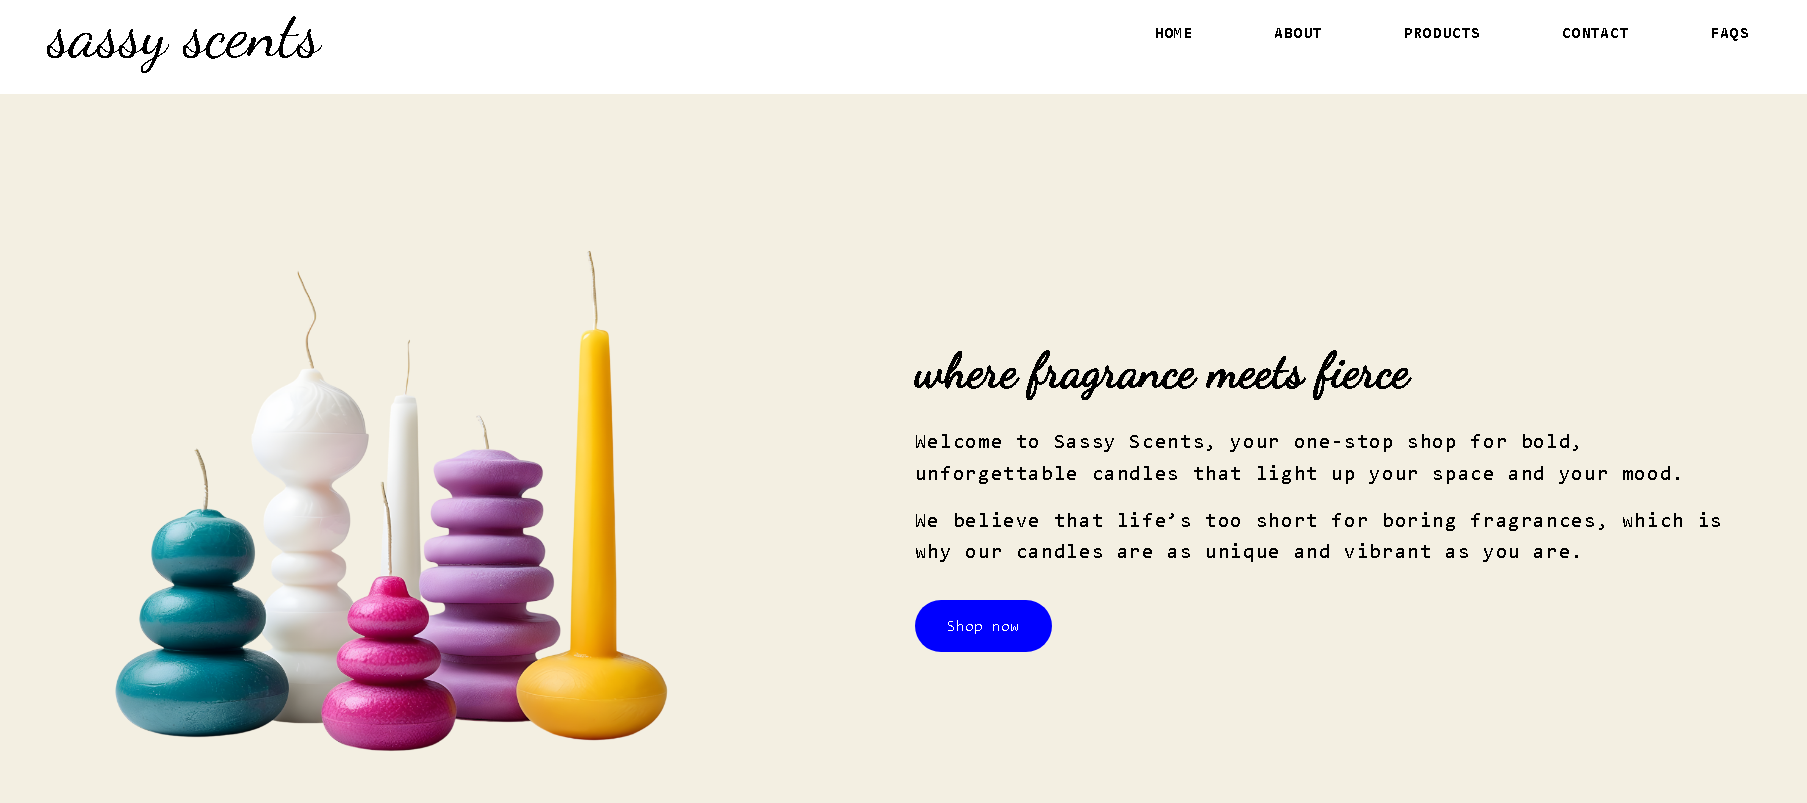 sassy scents
HOME ABOUT PRODUCTS CONTACT FAQS
where fragrance meets fierce
Welcome to Sassy Scents, your one-stop shop for bold,
unforgettable candles that light up your space and your mood.
We believe that life’s too short for boring fragrances, which is
why our candles are as unique and vibrant as you are.
Shop now